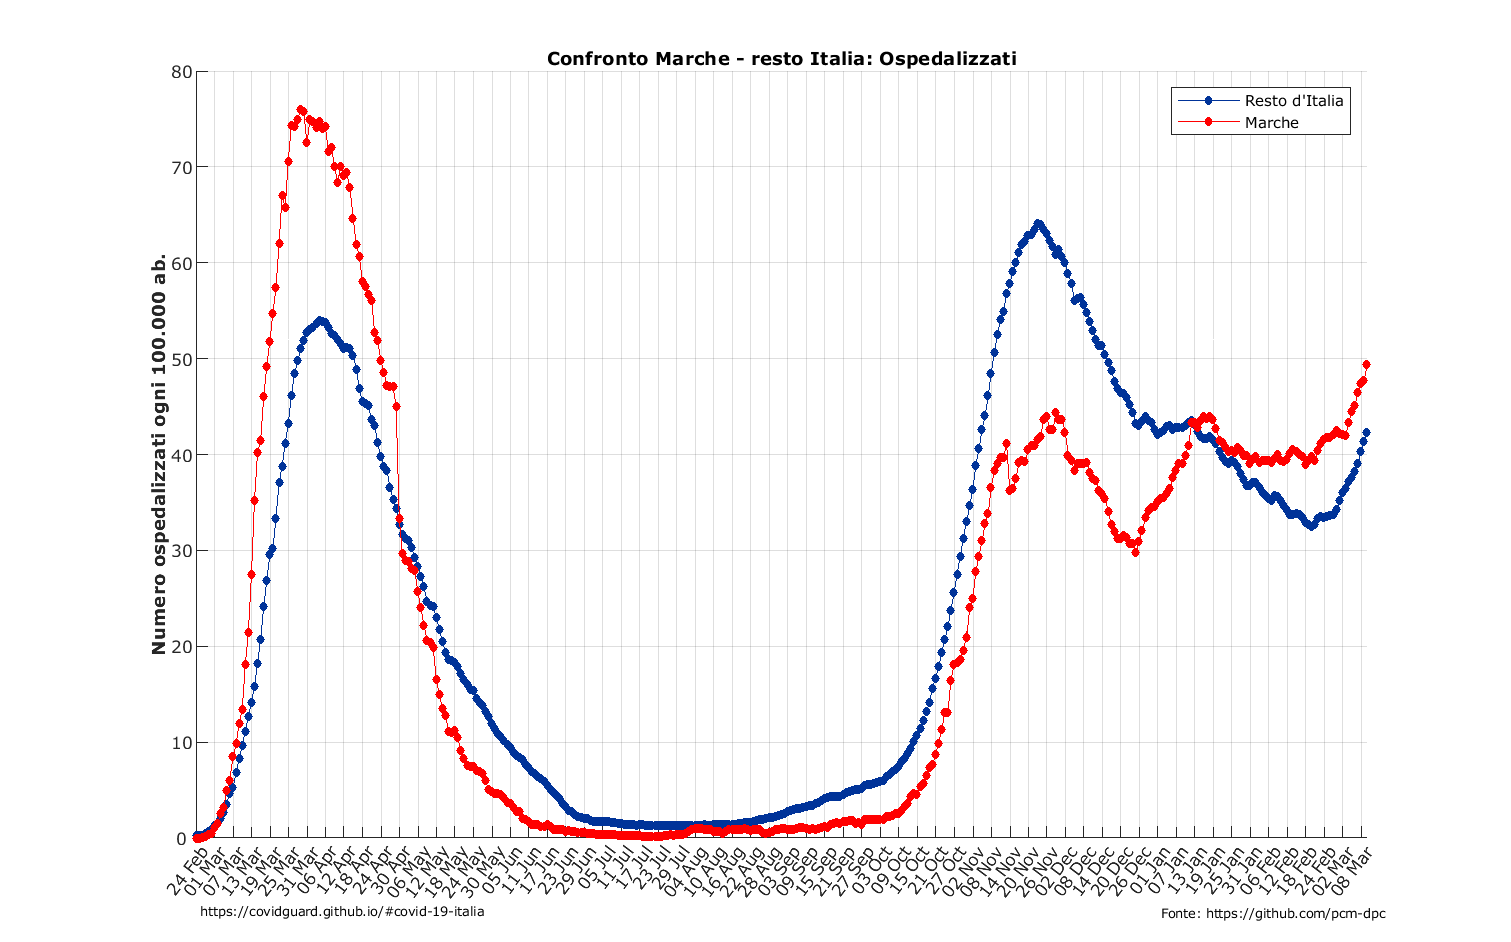 Confronto Marche - resto Italia: Ospedalizzati
Resto d'Italia
Marche
Numero ospedalizzati ogni 100.000 ab.
80
70
60
50
40
30
20
10
0
24 Feb
01 Mar
07 Mar
13 Mar
19 Mar
25 Mar
31 Mar
06 Apr
12 Apr
18 Apr
24 Apr
30 Apr
06 May
12 May
18 May
24 May
30 May
05 Jun
11 Jun
17 Jun
23 Jun
29 Jun
05 Jul
11 Jul
17 Jul
23 Jul
29 Jul
04 Aug
10 Aug
16 Aug
22 Aug
28 Aug
03 Sep
09 Sep
15 Sep
21 Sep
27 Sep
03 Oct
09 Oct
15 Oct
21 Oct
27 Oct
02 Nov
08 Nov
14 Nov
20 Nov
26 Nov
02 Dec
08 Dec
14 Dec
20 Dec
26 Dec
01 Jan
07 Jan
13 Jan
19 Jan
25 Jan
31 Jan
06 Feb
12 Feb
18 Feb
24 Feb
02 Mar
08 Mar
https://covidguard.github.io/#covid-19-italia
Fonte: https://github.com/pcm-dpc